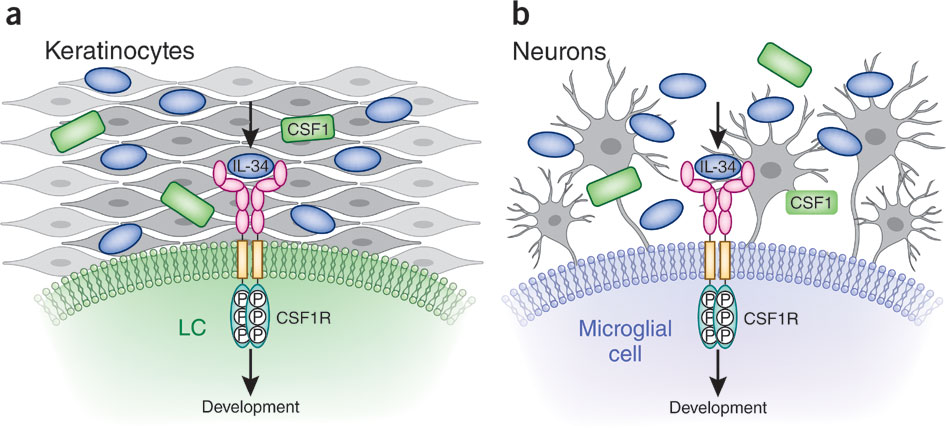 a
Keratinocytes
CSF1
IL-34
LC
P P
P P
P P
CSF1R
Development
b
Neurons
IL-34
CSF1
Microglial
cell
P P
P P
P P
CSF1R
Development